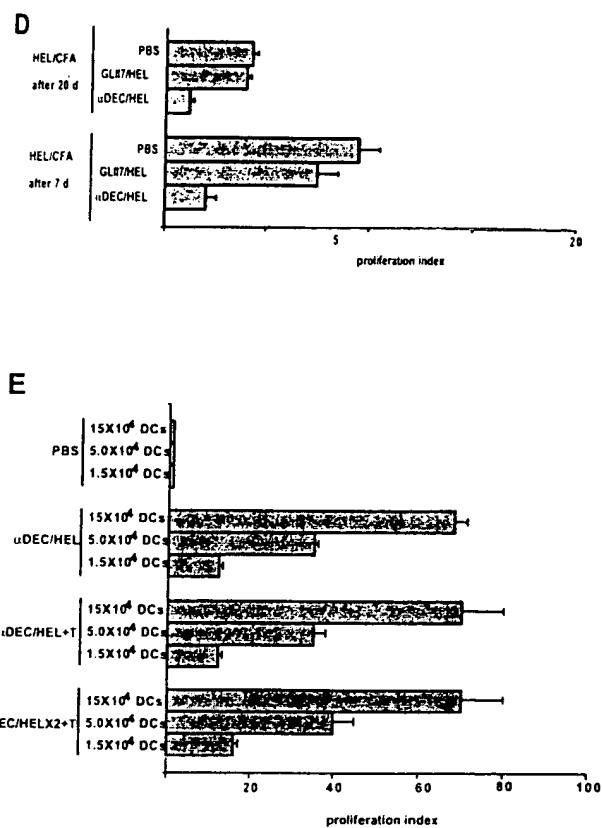 D
HEL/CFA
after 20 d
PBS
GL117/HEL
αDEC/HEL
HEL/CFA
after 7 d
PBS
GL117/HEL
αDEC/HEL
5
20
proliferation index
E
PBS
15X10⁴ DCs
5.0X10⁴ DCs
1.5X10⁴ DCs
αDEC/HEL
15X10⁴ DCs
5.0X10⁴ DCs
1.5X10⁴ DCs
αDEC/HEL+T
15X10⁴ DCs
5.0X10⁴ DCs
1.5X10⁴ DCs
EC/HELX2+T
15X10⁴ DCs
5.0X10⁴ DCs
1.5X10⁴ DCs
20
40
60
80
100
proliferation index